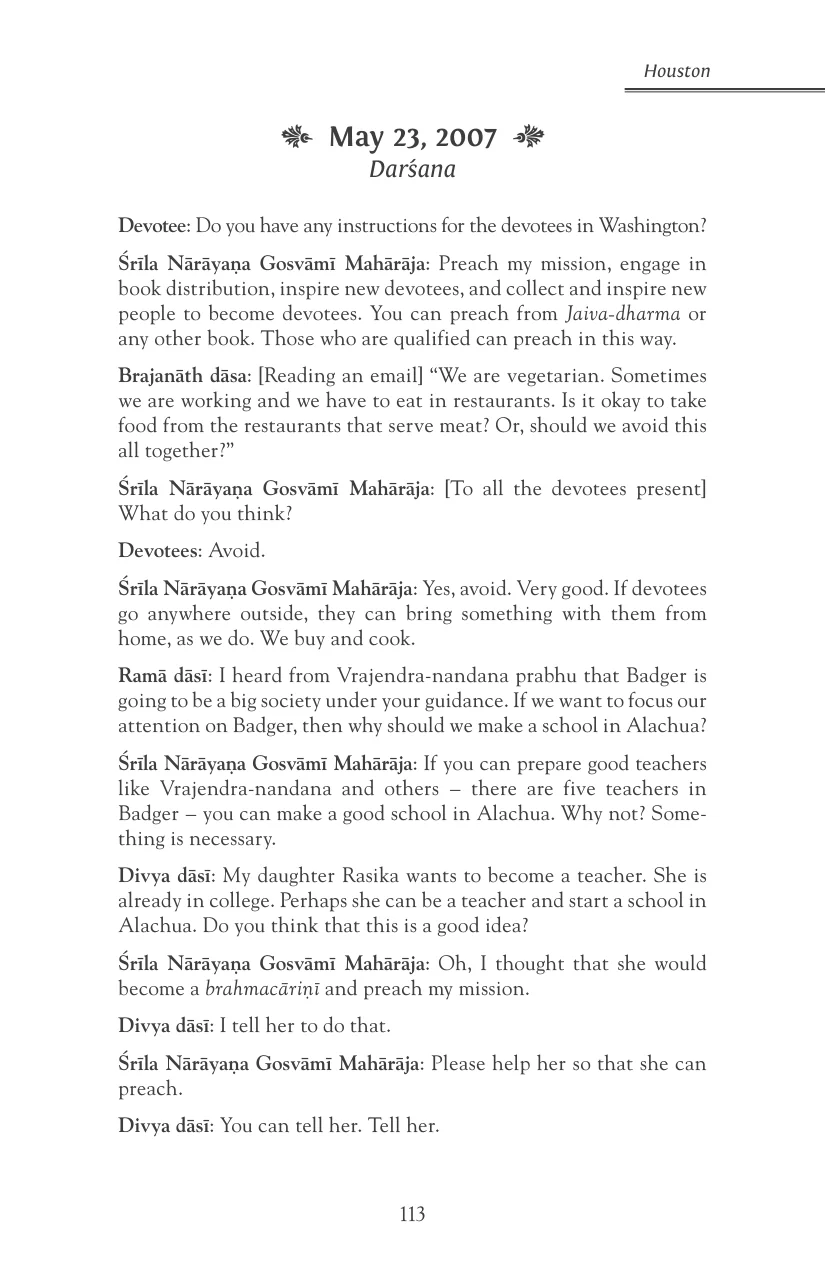 Houston
May 23, 2007
Darśana
Devotee: Do you have any instructions for the devotees in Washington?
Śrīla Nārāyaṇa Gosvāmī Mahārāja: Preach my mission, engage in
book distribution, inspire new devotees, and collect and inspire new
people to become devotees. You can preach from Jaiva-dharma or
any other book. Those who are qualified can preach in this way.
Brajanāth dāsa: [Reading an email] “We are vegetarian. Sometimes
we are working and we have to eat in restaurants. Is it okay to take
food from the restaurants that serve meat? Or, should we avoid this
all together?”
Śrīla Nārāyaṇa Gosvāmī Mahārāja: [To all the devotees present]
What do you think?
Devotees: Avoid.
Śrīla Nārāyaṇa Gosvāmī Mahārāja: Yes, avoid. Very good. If devotees
go anywhere outside, they can bring something with them from
home, as we do. We buy and cook.
Ramā dāsī: I heard from Vrajendra-nandana prabhu that Badger is
going to be a big society under your guidance. If we want to focus our
attention on Badger, then why should we make a school in Alachua?
Śrīla Nārāyaṇa Gosvāmī Mahārāja: If you can prepare good teachers
like Vrajendra-nandana and others – there are five teachers in
Badger – you can make a good school in Alachua. Why not? Some-
thing is necessary.
Divya dāsī: My daughter Rasika wants to become a teacher. She is
already in college. Perhaps she can be a teacher and start a school in
Alachua. Do you think that this is a good idea?
Śrīla Nārāyaṇa Gosvāmī Mahārāja: Oh, I thought that she would
become a brahmacāriṇī and preach my mission.
Divya dāsī: I tell her to do that.
Śrīla Nārāyaṇa Gosvāmī Mahārāja: Please help her so that she can
preach.
Divya dāsī: You can tell her. Tell her.
113